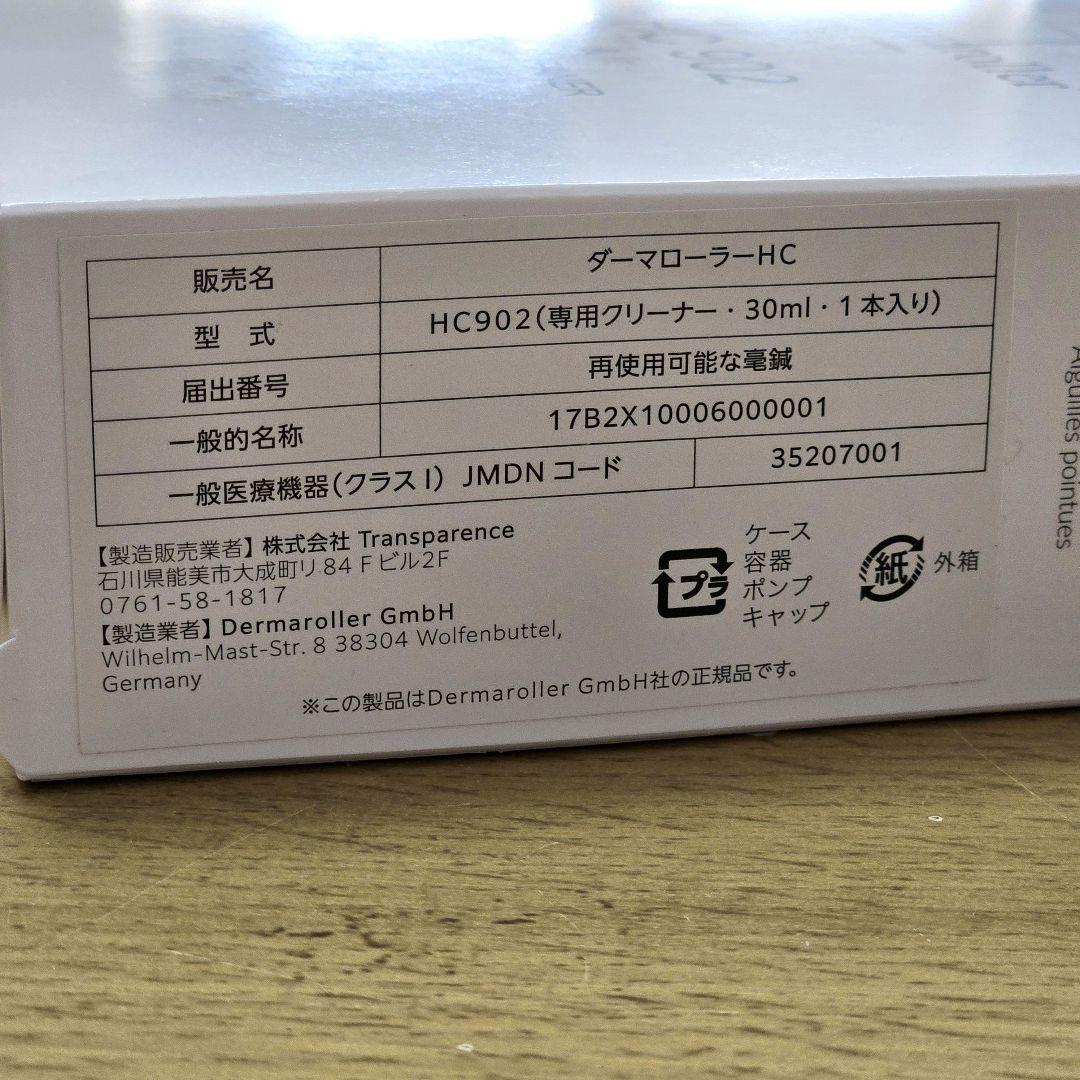 902
販売名 ダーマローラーHC
型 式 HC902(専用クリーナー・30ml・1本入り)
届出番号 再使用可能な毫鍼
一般的名称 17B2X10006000001
一般医療機器(クラスI) JMDNコード 35207001
【製造販売業者】株式会社 Transparence
石川県能美市大成町リ84 Fビル2F
0761-58-1817
【製造業者】Dermaroller GmbH
Wilhelm-Mast-Str. 8 38304 Wolfenbuttel,
Germany
※この製品はDermaroller GmbH社の正規品です。
プラ
ケース
容器
ポンプ
キャップ
紙 外箱
Aiguilles pointues